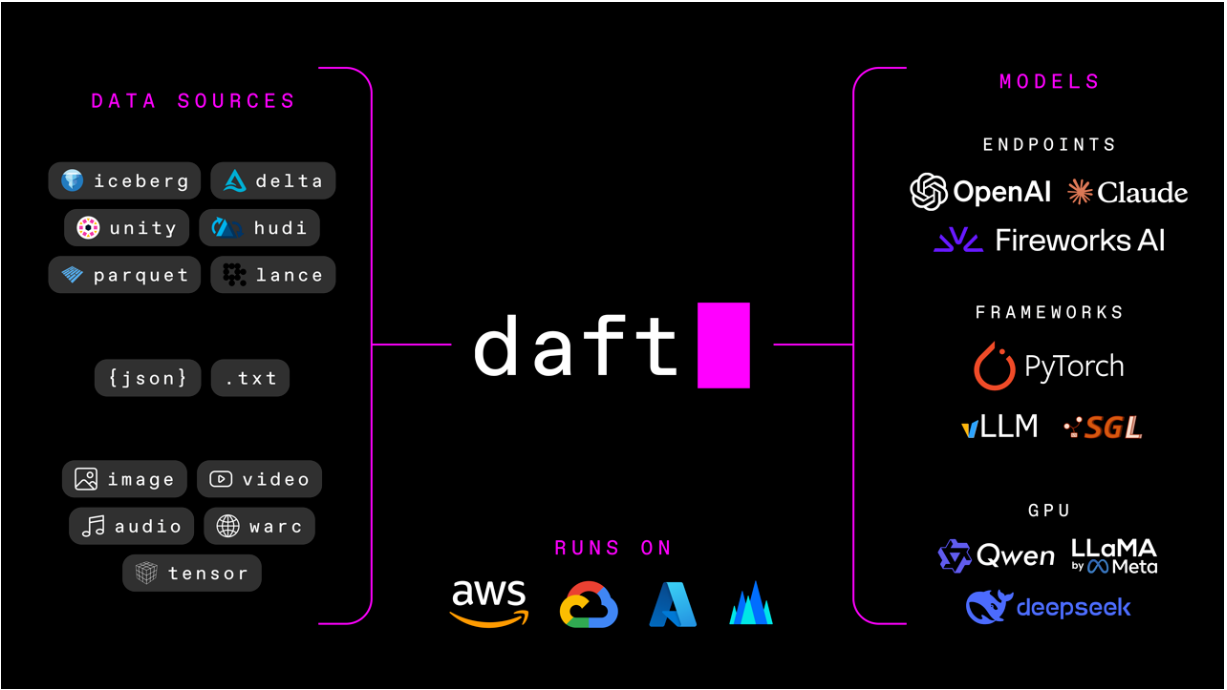 DATA SOURCES
iceberg delta
unity hudi
parquet lance
{json} .txt
image video
audio warc
tensor
daft
RUNS ON
aws
MODELS
ENDPOINTS
OpenAI Claude
Fireworks AI
FRAMEWORKS
PyTorch
vLLM SGL
GPU
Qwen LLaMA
by Meta
deepseek